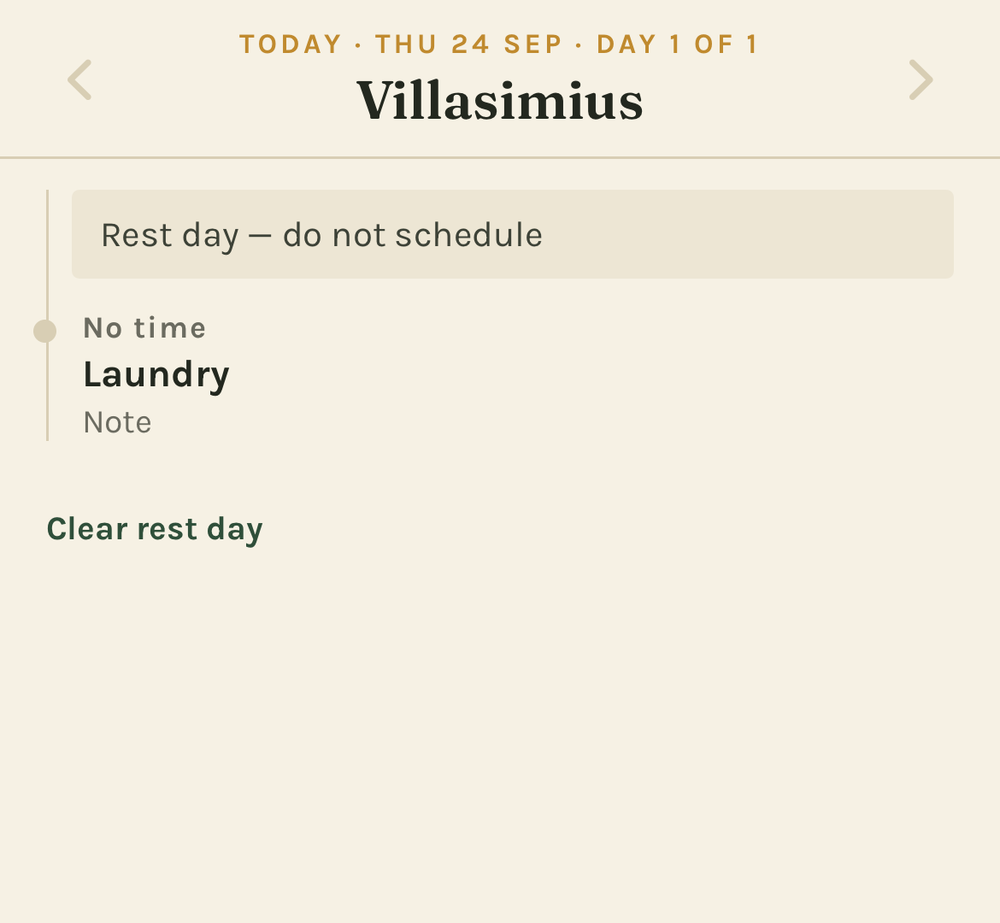 TODAY · THU 24 SEP · DAY 1 OF 1
Villasimius
Rest day — do not schedule
No time
Laundry
Note
Clear rest day